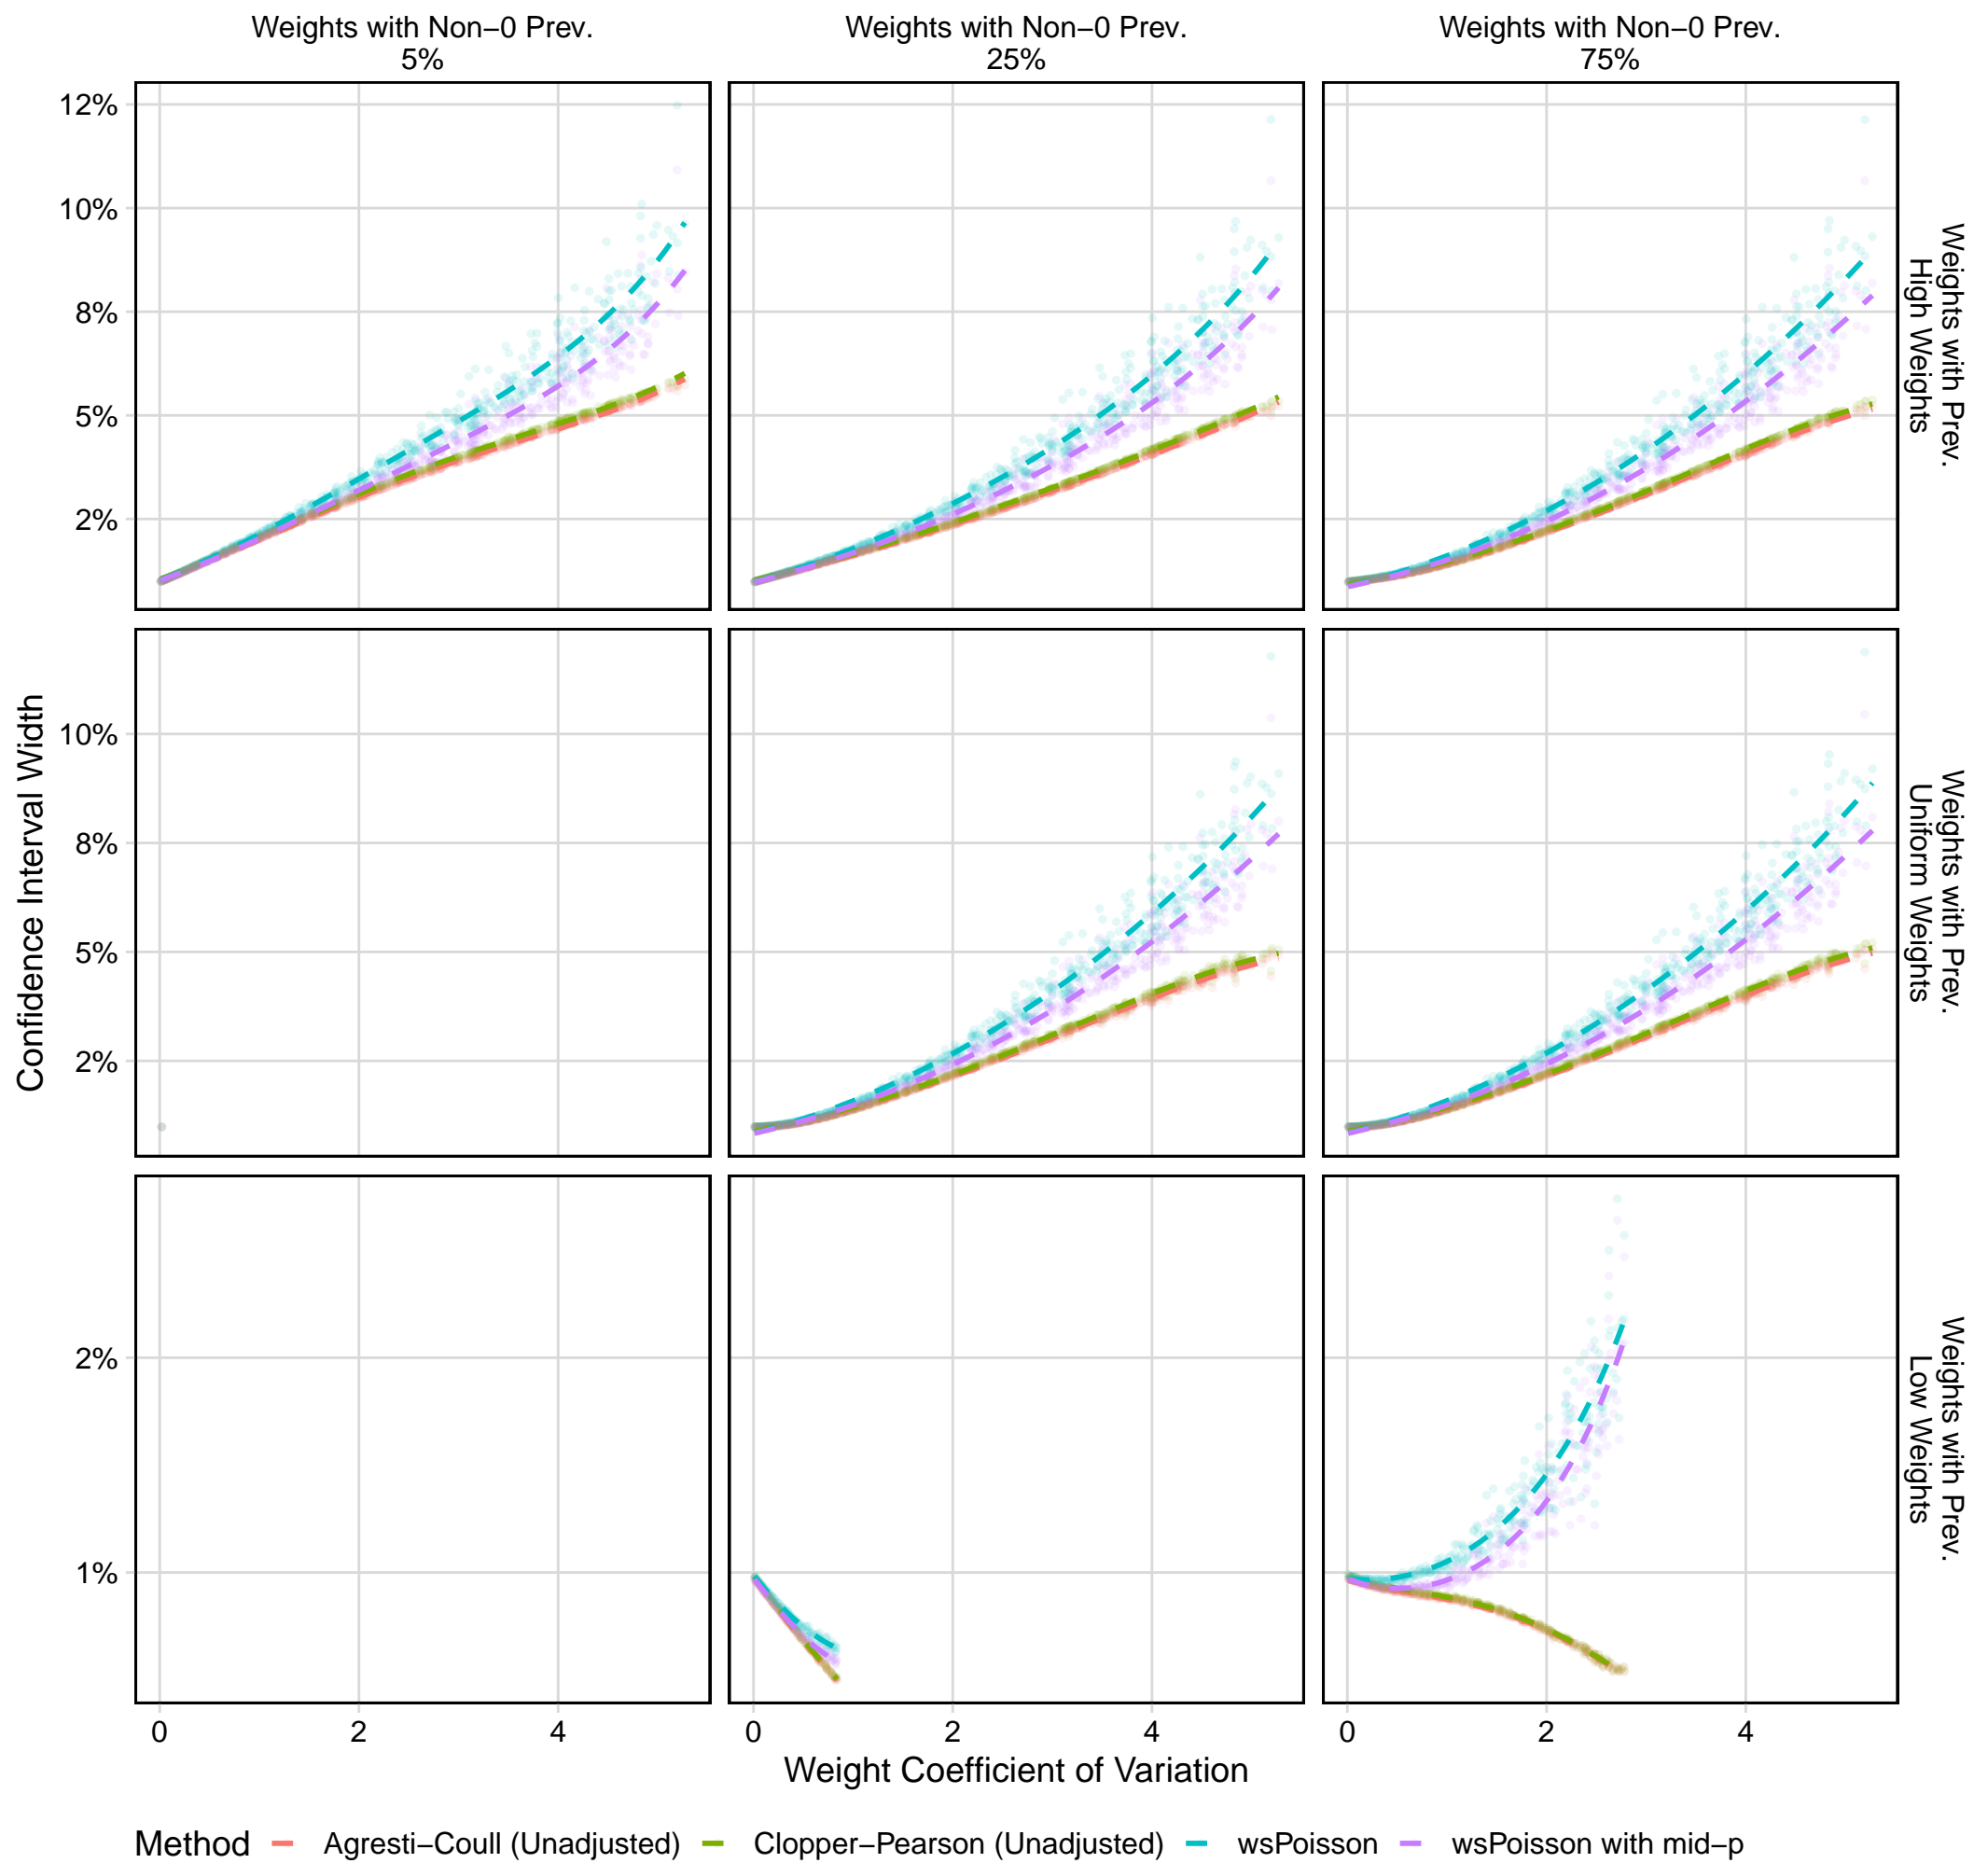 Weights with Non−0 Prev.
5%
Weights with Non−0 Prev.
25%
Weights with Non−0 Prev.
75%
12%
10%
8%
5%
2%
Weights with Prev.
High Weights
Confidence Interval Width
10%
8%
5%
2%
Weights with Prev.
Uniform Weights
2%
1%
Weights with Prev.
Low Weights
0 2 4
0 2 4
0 2 4
Weight Coefficient of Variation
Method Agresti−Coull (Unadjusted) Clopper−Pearson (Unadjusted) wsPoisson wsPoisson with mid−p